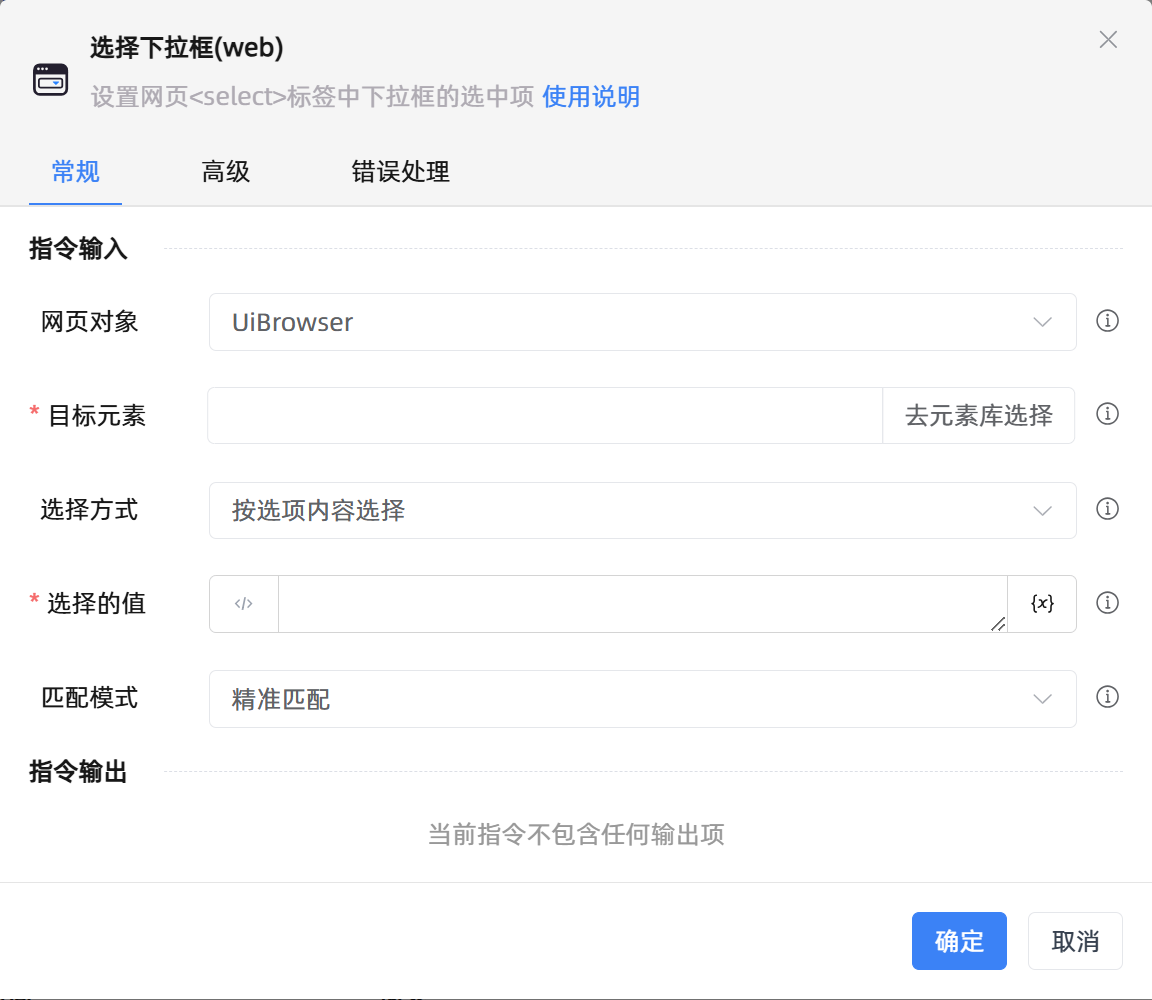 选择下拉框(web)
设置网页<select>标签中下拉框的选中项 使用说明
常规 高级 错误处理
指令输入
网页对象 UiBrowser
* 目标元素 去元素库选择
选择方式 按选项内容选择
* 选择的值 </> {x}
匹配模式 精准匹配
指令输出
当前指令不包含任何输出项
确定 取消